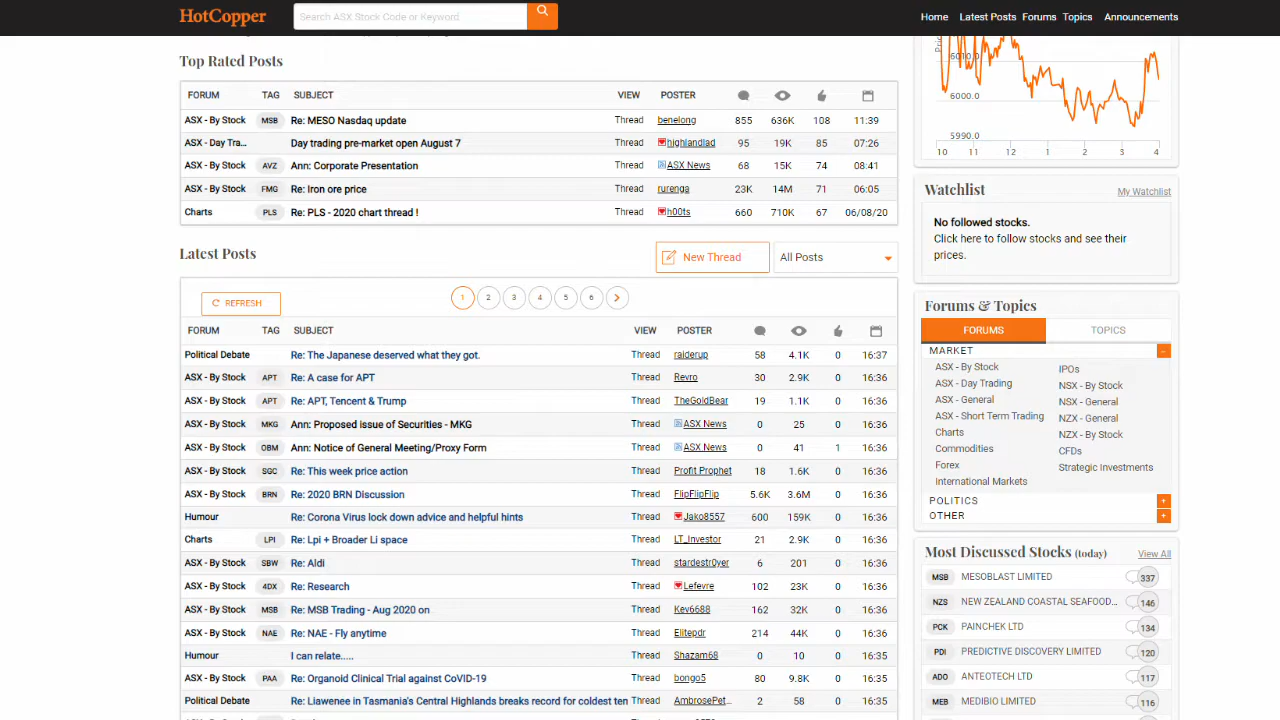 HotCopper Search ASX Stock Code or Keyword Home Latest Posts Forums Topics Announcements
Top Rated Posts
FORUM TAG SUBJECT VIEW POSTER
ASX - By Stock MSB Re: MESO Nasdaq update Thread benelong 855 636K 108 11:39
ASX - Day Tra... Day trading pre-market open August 7 Thread highlandlad 95 19K 85 07:26
ASX - By Stock AVZ Ann: Corporate Presentation Thread ASX News 68 15K 74 08:41
ASX - By Stock FMG Re: Iron ore price Thread rurenga 23K 14M 71 06:05
Charts PLS Re: PLS - 2020 chart thread ! Thread h00ts 660 710K 67 06/08/20
Latest Posts New Thread All Posts
REFRESH 1 2 3 4 5 6
FORUM TAG SUBJECT VIEW POSTER
Political Debate Re: The Japanese deserved what they got. Thread raiderup 58 4.1K 0 16:37
ASX - By Stock APT Re: A case for APT Thread Revro 30 2.9K 0 16:36
ASX - By Stock APT Re: APT, Tencent & Trump Thread TheGoldBear 19 1.1K 0 16:36
ASX - By Stock MKG Ann: Proposed issue of Securities - MKG Thread ASX News 0 25 0 16:36
ASX - By Stock OBM Ann: Notice of General Meeting/Proxy Form Thread ASX News 0 41 1 16:36
ASX - By Stock SGC Re: This week price action Thread Profit Prophet 18 1.6K 0 16:36
ASX - By Stock BRN Re: 2020 BRN Discussion Thread FlipFlipFlip 5.6K 3.6M 0 16:36
Humour Re: Corona Virus lock down advice and helpful hints Thread Jako8557 600 159K 0 16:36
Charts LPI Re: Lpi + Broader Li space Thread LT_Investor 21 2.9K 0 16:36
ASX - By Stock SBW Re: Aldi Thread stardestr0yer 6 201 0 16:36
ASX - By Stock 4DX Re: Research Thread Lefevre 102 23K 0 16:36
ASX - By Stock MSB Re: MSB Trading - Aug 2020 on Thread Kev6688 162 32K 0 16:36
ASX - By Stock NAE Re: NAE - Fly anytime Thread Elitepdr 214 44K 0 16:36
Humour I can relate..... Thread Shazam68 0 10 0 16:35
ASX - By Stock PAA Re: Organoid Clinical Trial against CoVID-19 Thread bongo5 80 9.8K 0 16:35
Political Debate Re: Liawenee in Tasmania's Central Highlands breaks record for coldest ten Thread AmbrosePet... 2 58 0 16:35
6010.0
6000.0
5990.0
10 11 12 1 2 3 4
Watchlist My Watchlist
No followed stocks.
Click here to follow stocks and see their
prices.
Forums & Topics
FORUMS TOPICS
MARKET -
ASX - By Stock
ASX - Day Trading
ASX - General
ASX - Short Term Trading
Charts
Commodities
Forex
International Markets
IPOs
NSX - By Stock
NSX - General
NZX - General
NZX - By Stock
CFDs
Strategic Investments
POLITICS +
OTHER +
Most Discussed Stocks (today) View All
MSB MESOBLAST LIMITED 337
NZS NEW ZEALAND COASTAL SEAFOOD... 146
PCK PAINCHEK LTD 134
PDI PREDICTIVE DISCOVERY LIMITED 120
ADO ANTEOTECH LTD 117
MEB MEDIBIO LIMITED 116